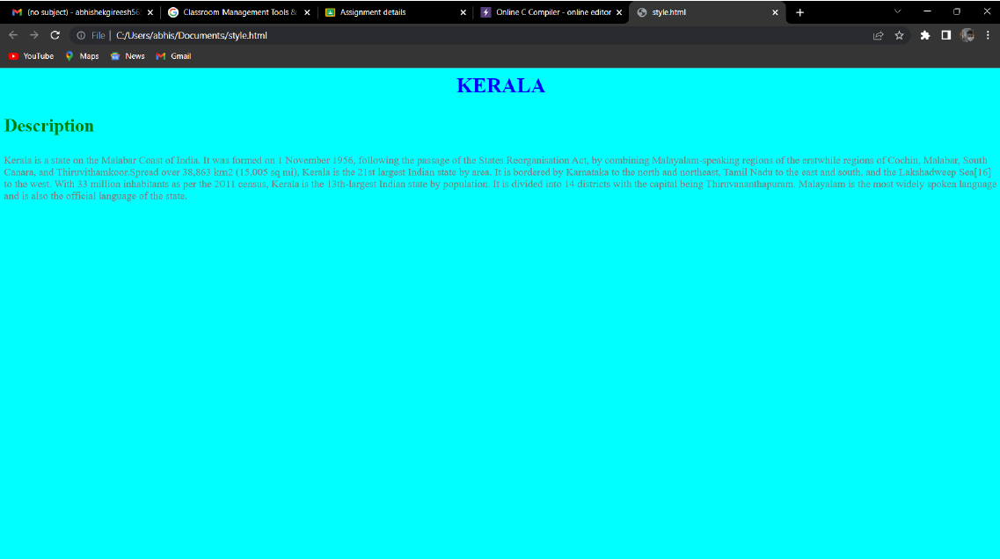 (no subject) - abhishekgireesh56
Classroom Management Tools &
Assignment details
Online C Compiler - online editor
style.html
File | C:/Users/abhis/Documents/style.html
YouTube Maps News Gmail
KERALA
Description
Kerala is a state on the Malabar Coast of India. It was formed on 1 November 1956, following the passage of the States Reorganisation Act, by combining Malayalam-speaking regions of the erstwhile regions of Cochin, Malabar, South
Canara, and Thiruvithamkoor.Spread over 38,863 km2 (15,005 sq mi), Kerala is the 21st largest Indian state by area. It is bordered by Karnataka to the north and northeast, Tamil Nadu to the east and south, and the Lakshadweep Sea[16]
to the west. With 33 million inhabitants as per the 2011 census, Kerala is the 13th-largest Indian state by population. It is divided into 14 districts with the capital being Thiruvananthapuram. Malayalam is the most widely spoken language
and is also the official language of the state.